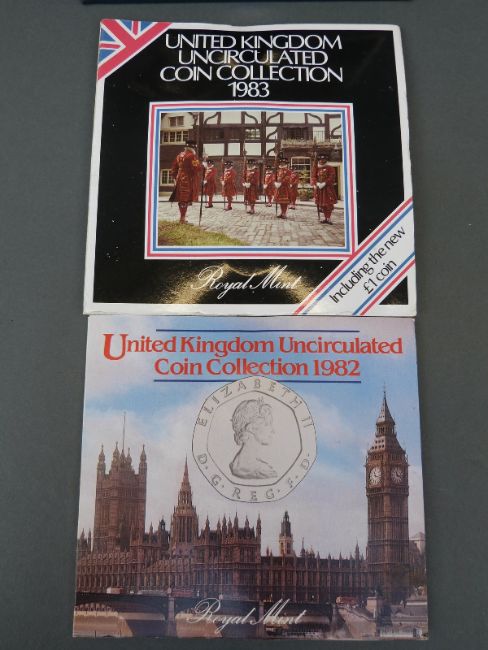 UNITED KINGDOM
UNCIRCULATED
COIN COLLECTION
1983
Royal Mint
Including the new
£1 coin
United Kingdom Uncirculated
Coin Collection 1982
ELIZABETH II
D·G·REG·F·D·
Royal Mint